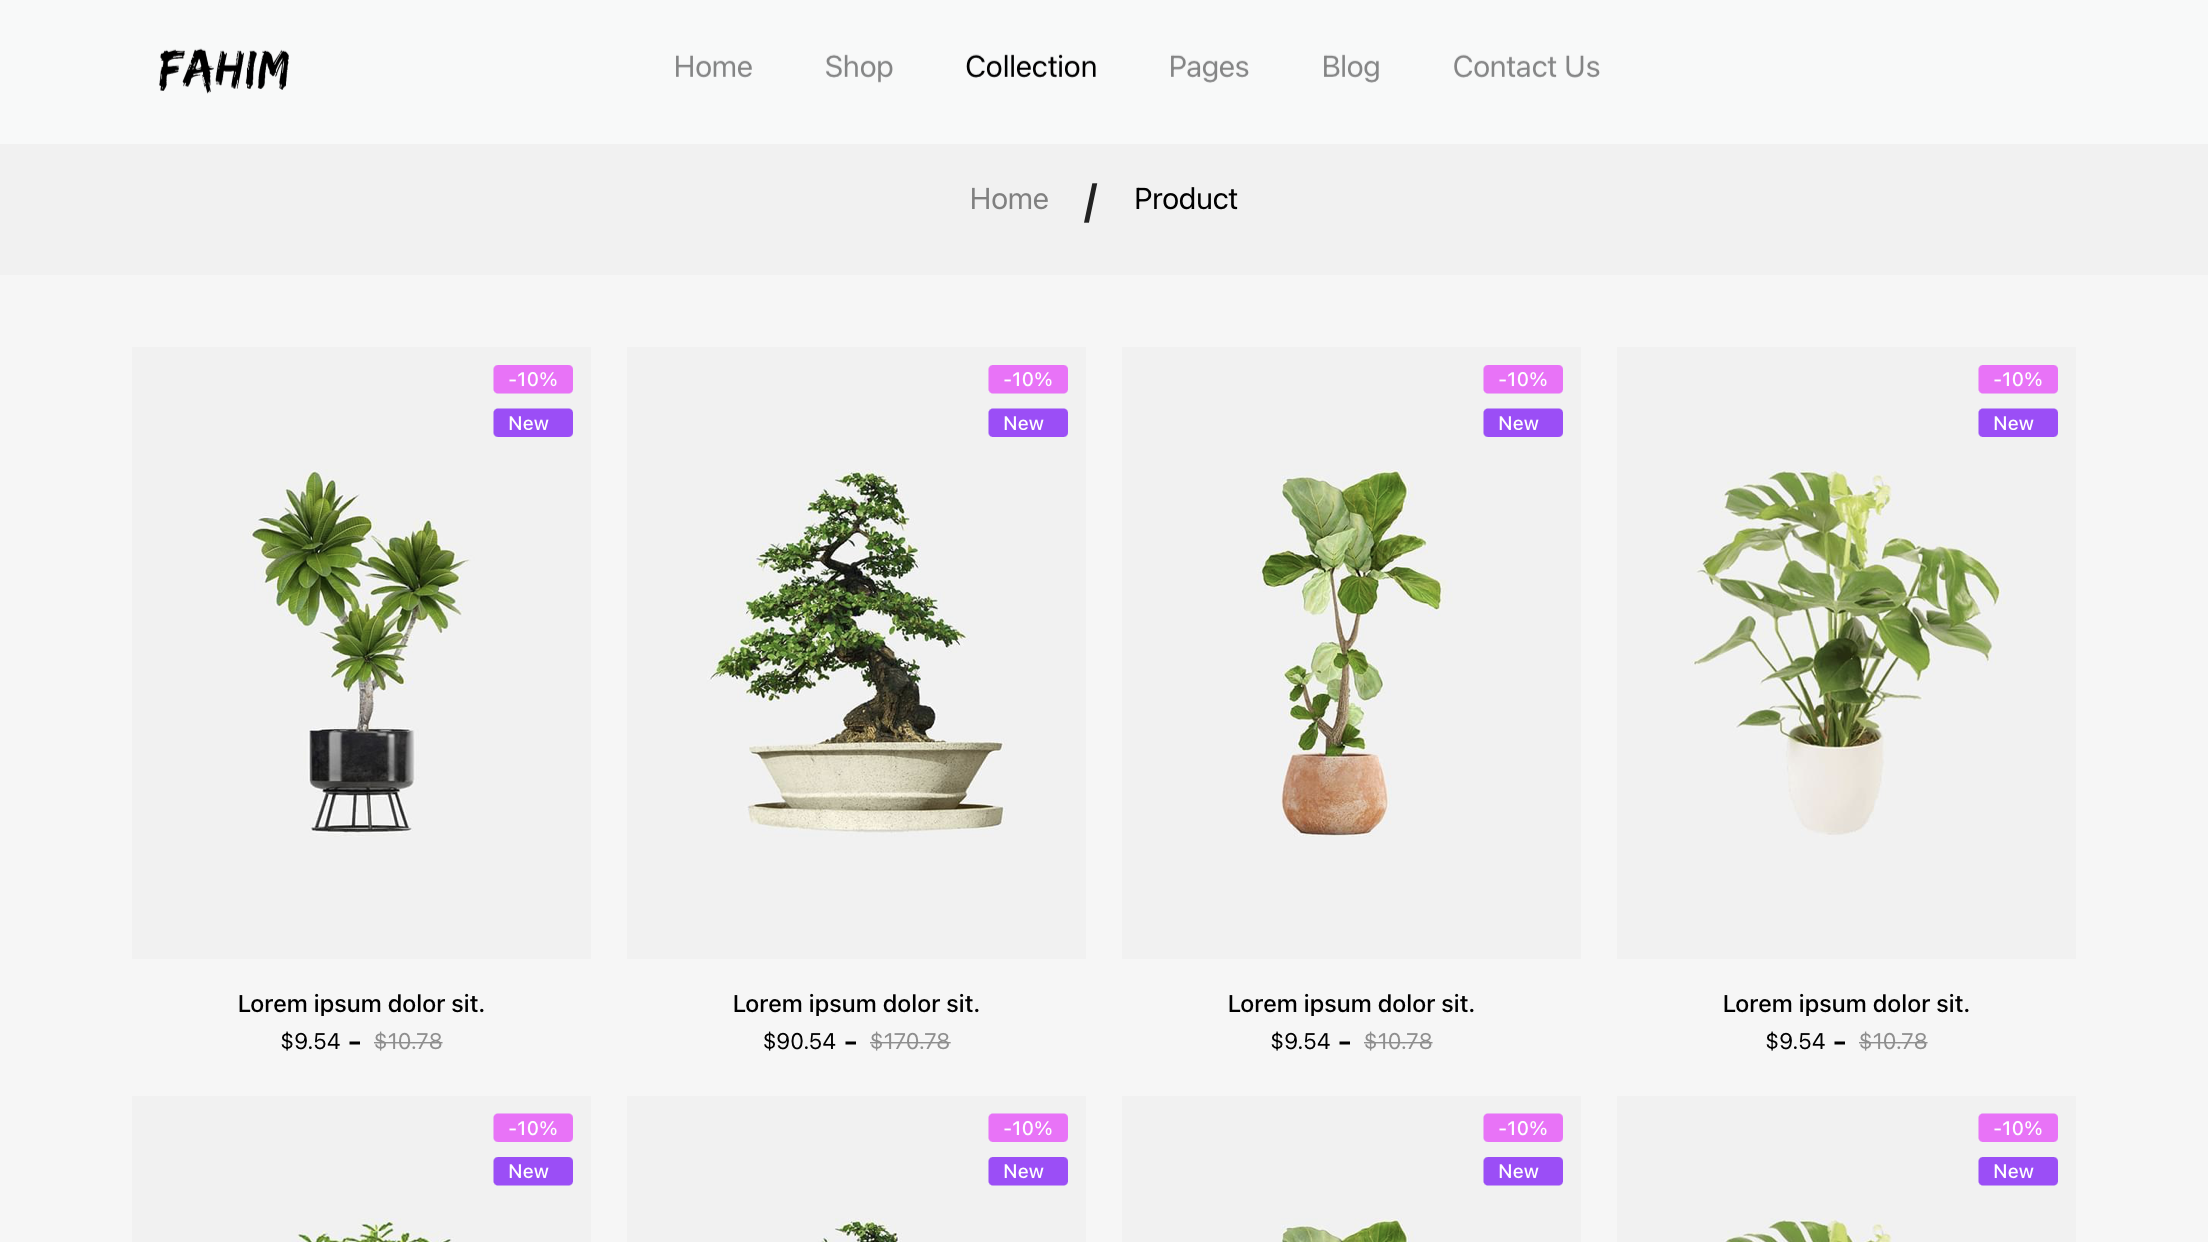 FAHIM
Home Shop Collection Pages Blog Contact Us
Home / Product
-10% -10% -10% -10%
New New New New
Lorem ipsum dolor sit. Lorem ipsum dolor sit. Lorem ipsum dolor sit. Lorem ipsum dolor sit.
$9.54 – $10.78 $90.54 – $170.78 $9.54 – $10.78 $9.54 – $10.78
-10% -10% -10% -10%
New New New New